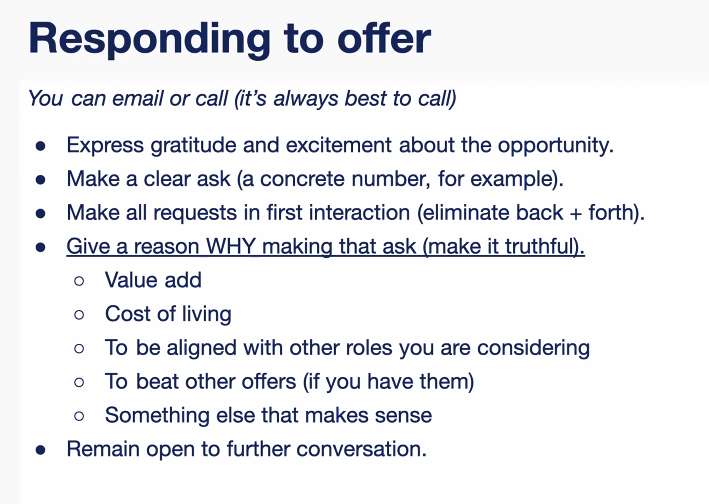 Responding to offer
You can email or call (it's always best to call)
● Express gratitude and excitement about the opportunity.
● Make a clear ask (a concrete number, for example).
● Make all requests in first interaction (eliminate back + forth).
● Give a reason WHY making that ask (make it truthful).
○ Value add
○ Cost of living
○ To be aligned with other roles you are considering
○ To beat other offers (if you have them)
○ Something else that makes sense
● Remain open to further conversation.